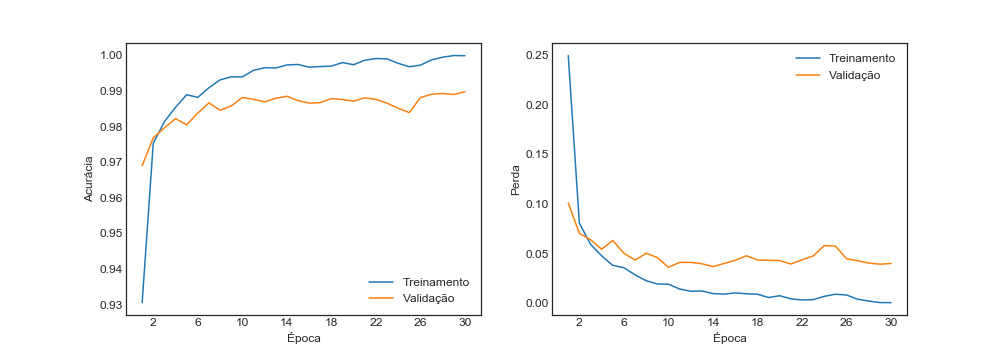 1.00
0.99
0.98
0.97
0.96
0.95
0.94
0.93
Acurácia
2 6 10 14 18 22 26 30
Época
Treinamento
Validação
0.25
0.20
0.15
0.10
0.05
0.00
Perda
2 6 10 14 18 22 26 30
Época
Treinamento
Validação